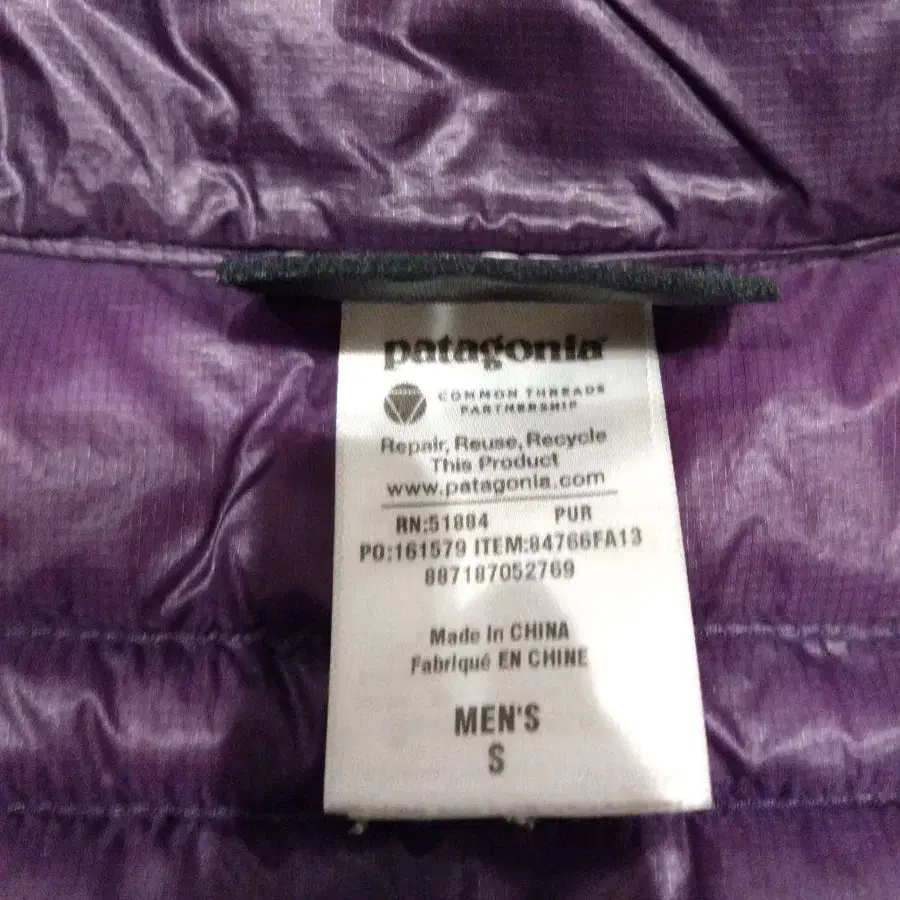 patagonia
COMMON THREADS
PARTNERSHIP
Repair, Reuse, Recycle
This Product
www.patagonia.com
RN:51884 PUR
PO:161579 ITEM:84766FA13
887187052769
Made in CHINA
Fabriqué EN CHINE
MEN'S
S